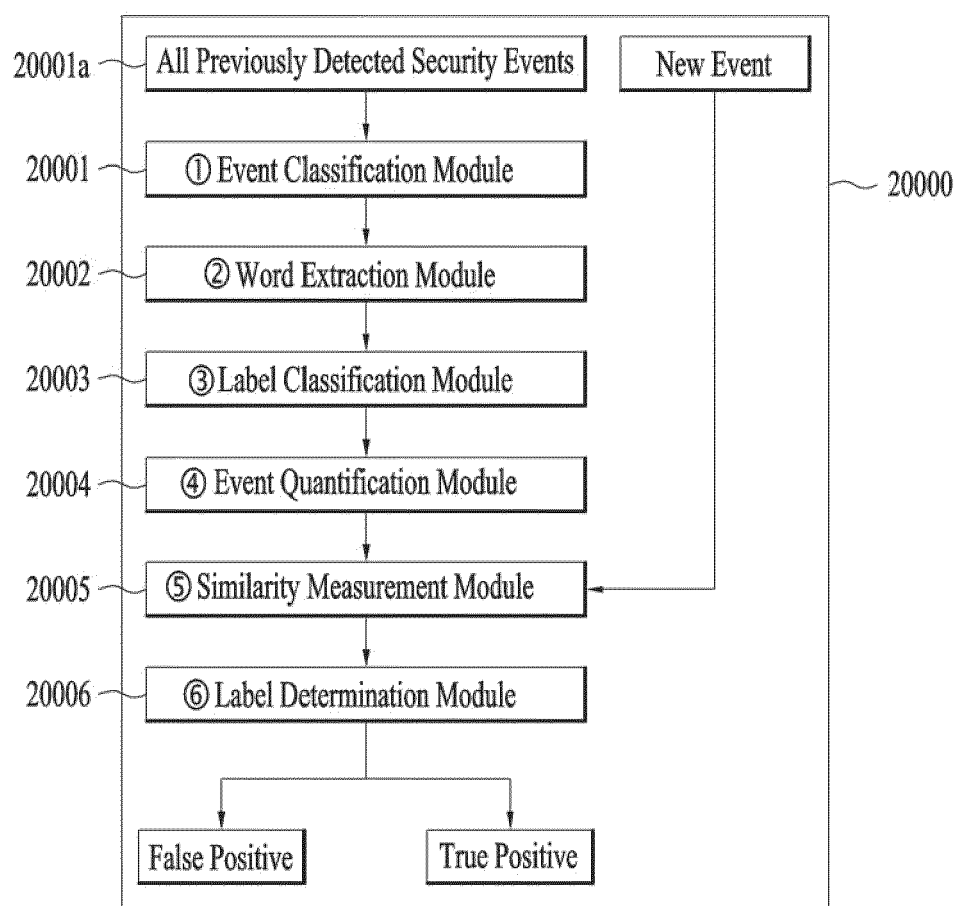 20001a All Previously Detected Security Events New Event
20001 ① Event Classification Module
20000
20002 ② Word Extraction Module
20003 ③ Label Classification Module
20004 ④ Event Quantification Module
20005 ⑤ Similarity Measurement Module
20006 ⑥ Label Determination Module
False Positive True Positive